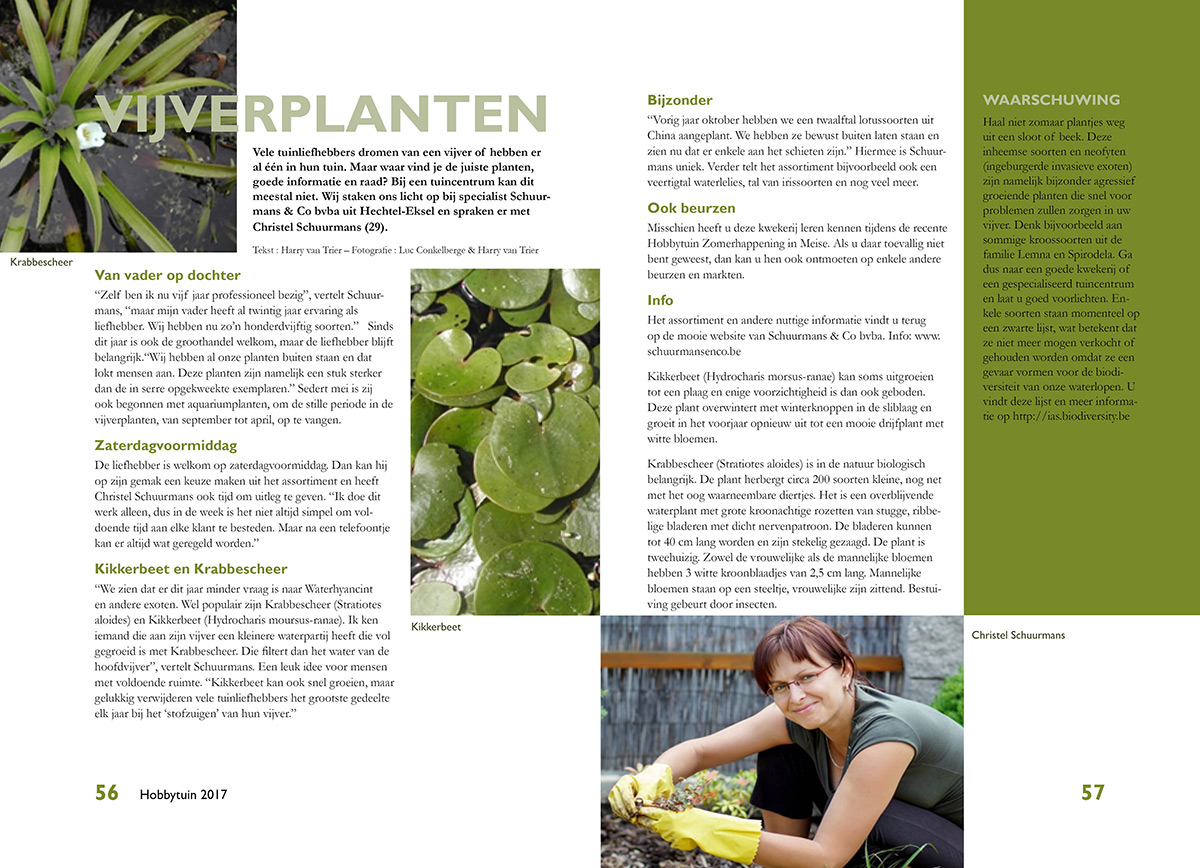 VIJVERPLANTEN
Vele tuinliefhebbers dromen van een vijver of hebben er
al één in hun tuin. Maar waar vind je de juiste planten,
goede informatie en raad? Bij een tuincentrum kan dit
meestal niet. Wij staken ons licht op bij specialist Schuur-
mans & Co bvba uit Hechtel-Eksel en spraken er met
Christel Schuurmans (29).
Tekst : Harry van Trier – Fotografie : Luc Conkelberge & Harry van Trier
Krabbescheer
Van vader op dochter
“Zelf ben ik nu vijf jaar professioneel bezig”, vertelt Schuur-
mans, “maar mijn vader heeft al twintig jaar ervaring als
liefhebber. Wij hebben nu zo’n honderdvijftig soorten.” Sinds
dit jaar is ook de groothandel welkom, maar de liefhebber blijft
belangrijk.“Wij hebben al onze planten buiten staan en dat
lokt mensen aan. Deze planten zijn namelijk een stuk sterker
dan de in serre opgekweekte exemplaren.” Sedert mei is zij
ook begonnen met aquariumplanten, om de stille periode in de
vijverplanten, van september tot april, op te vangen.
Zaterdagvoormiddag
De liefhebber is welkom op zaterdagvoormiddag. Dan kan hij
op zijn gemak een keuze maken uit het assortiment en heeft
Christel Schuurmans ook tijd om uitleg te geven. “Ik doe dit
werk alleen, dus in de week is het niet altijd simpel om vol-
doende tijd aan elke klant te besteden. Maar na een telefoontje
kan er altijd wat geregeld worden.”
Kikkerbeet en Krabbescheer
“We zien dat er dit jaar minder vraag is naar Waterhyancint
en andere exoten. Wel populair zijn Krabbescheer (Stratiotes
aloides) en Kikkerbeet (Hydrocharis moursus-ranae). Ik ken
iemand die aan zijn vijver een kleinere waterpartij heeft die vol
gegroeid is met Krabbescheer. Die filtert dan het water van de
hoofdvijver”, vertelt Schuurmans. Een leuk idee voor mensen
met voldoende ruimte. “Kikkerbeet kan ook snel groeien, maar
gelukkig verwijderen vele tuinliefhebbers het grootste gedeelte
elk jaar bij het ‘stofzuigen’ van hun vijver.”
Kikkerbeet
56 Hobbytuin 2017
Bijzonder
“Vorig jaar oktober hebben we een twaalftal lotussoorten uit
China aangeplant. We hebben ze bewust buiten laten staan en
zien nu dat er enkele aan het schieten zijn.” Hiermee is Schuur-
mans uniek. Verder telt het assortiment bijvoorbeeld ook een
veertigtal waterlelies, tal van irissoorten en nog veel meer.
Ook beurzen
Misschien heeft u deze kwekerij leren kennen tijdens de recente
Hobbytuin Zomerhappening in Meise. Als u daar toevallig niet
bent geweest, dan kan u hen ook ontmoeten op enkele andere
beurzen en markten.
Info
Het assortiment en andere nuttige informatie vindt u terug
op de mooie website van Schuurmans & Co bvba. Info: www.
schuurmansenco.be
Kikkerbeet (Hydrocharis morsus-ranae) kan soms uitgroeien
tot een plaag en enige voorzichtigheid is dan ook geboden.
Deze plant overwintert met winterknoppen in de sliblaag en
groeit in het voorjaar opnieuw uit tot een mooie drijfplant met
witte bloemen.
Krabbescheer (Stratiotes aloides) is in de natuur biologisch
belangrijk. De plant herbergt circa 200 soorten kleine, nog net
met het oog waarneembare diertjes. Het is een overblijvende
waterplant met grote kroonachtige rozetten van stugge, ribbe-
lige bladeren met dicht nervenpatroon. De bladeren kunnen
tot 40 cm lang worden en zijn stekelig gezaagd. De plant is
tweehuizig. Zowel de vrouwelijke als de mannelijke bloemen
hebben 3 witte kroonblaadjes van 2,5 cm lang. Mannelijke
bloemen staan op een steeltje, vrouwelijke zijn zittend. Bestui-
ving gebeurt door insecten.
WAARSCHUWING
Haal niet zomaar plantjes weg
uit een sloot of beek. Deze
inheemse soorten en neofyten
(ingeburgerde invasieve exoten)
zijn namelijk bijzonder agressief
groeiende planten die snel voor
problemen zullen zorgen in uw
vijver. Denk bijvoorbeeld aan
sommige kroossoorten uit de
familie Lemna en Spirodela. Ga
dus naar een goede kwekerij of
een gespecialiseerd tuincentrum
en laat u goed voorlichten. En-
kele soorten staan momenteel op
een zwarte lijst, wat betekent dat
ze niet meer mogen verkocht of
gehouden worden omdat ze een
gevaar vormen voor de biodi-
versiteit van onze waterlopen. U
vindt deze lijst en meer informa-
tie op http://ias.biodiversity.be
Christel Schuurmans
57